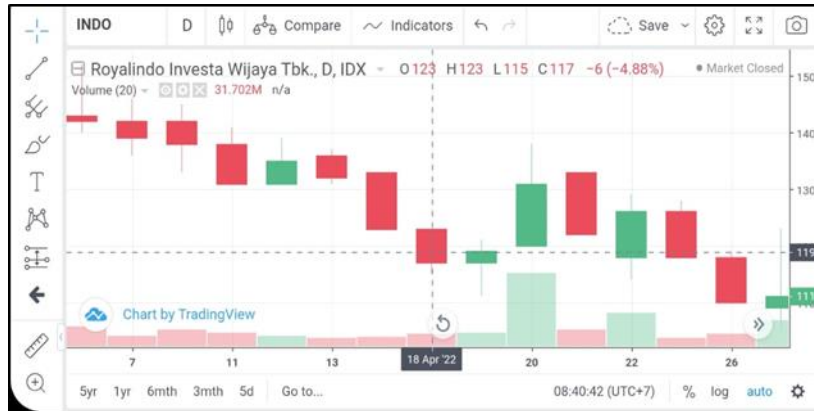 INDO D Compare Indicators Save
Royalindo Investa Wijaya Tbk., D, IDX O123 H123 L115 C117 −6 (−4.88%) Market Closed
Volume (20) 31.702M n/a
150
140
130
119
111
Chart by TradingView
7 11 13 18 Apr '22 20 22 26
5yr 1yr 6mth 3mth 5d Go to... 08:40:42 (UTC+7) % log auto